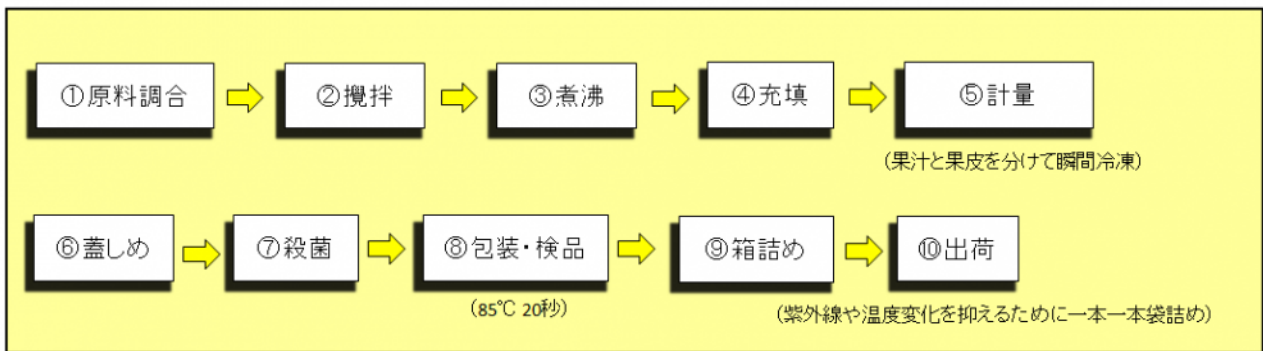 ①原料調合 ②攪拌 ③煮沸 ④充填 ⑤計量
(果汁と果皮を分けて瞬間冷凍)
⑥蓋しめ ⑦殺菌 ⑧包装・検品 ⑨箱詰め ⑩出荷
(85℃ 20秒) (紫外線や温度変化を抑えるために一本一本袋詰め)